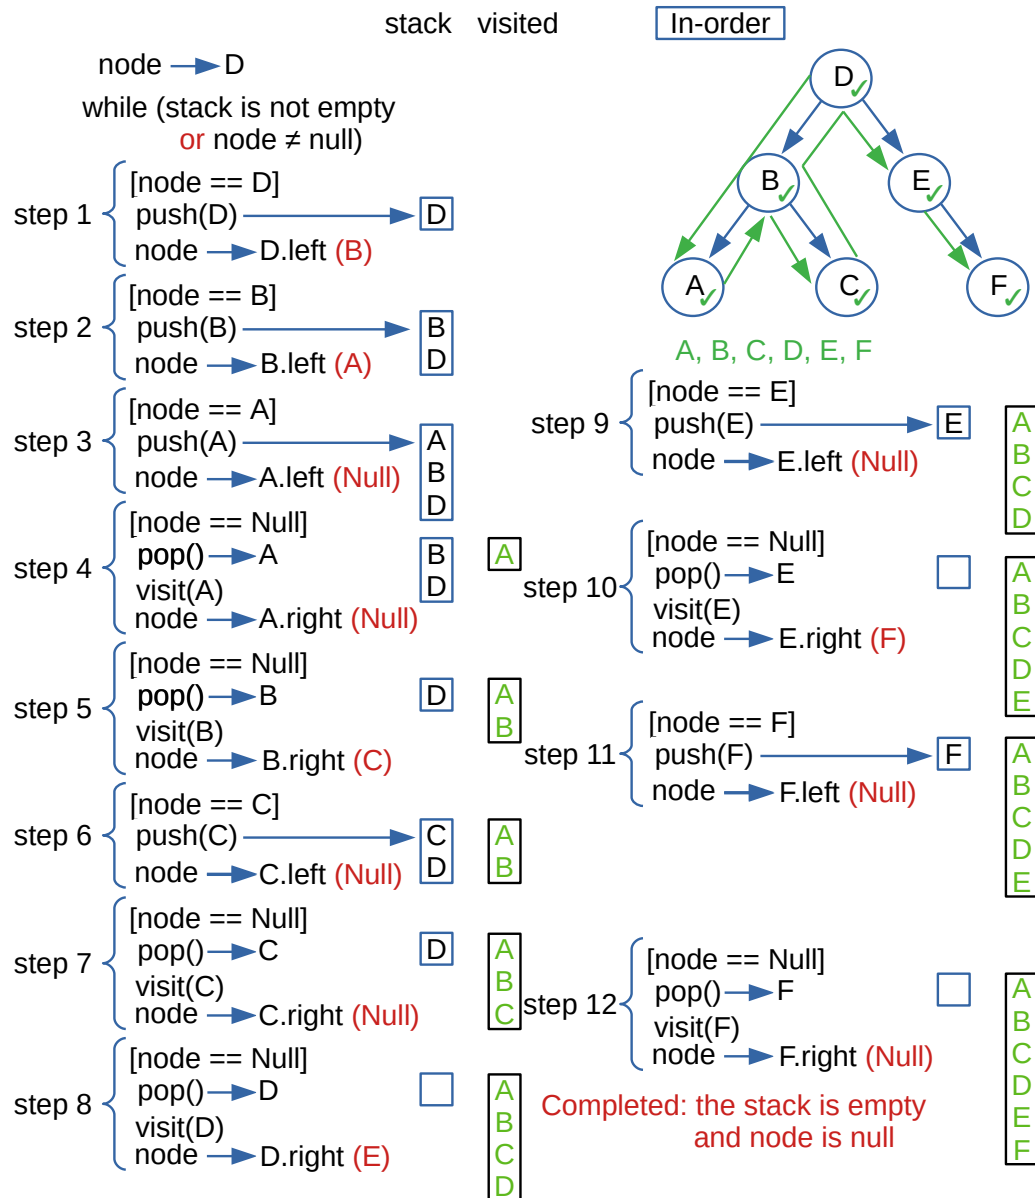 stack visited In-order
node D
while (stack is not empty
or node ≠ null)
step 1
[node == D]
push(D) D
node D.left (B)
step 2
[node == B]
push(B) B
node B.left (A) D
step 3
[node == A]
push(A) A
node A.left (Null) B
D
step 4
[node == Null]
pop() A B A
visit(A) D
node A.right (Null)
step 5
[node == Null]
pop() B D A
visit(B) B
node B.right (C)
step 6
[node == C]
push(C) C A
node C.left (Null) D B
step 7
[node == Null]
pop() C D A
visit(C) B
node C.right (Null) C
step 8
[node == Null]
pop() D A
visit(D) B
node D.right (E) C
D
D
B E
A C F
A, B, C, D, E, F
step 9
[node == E]
push(E) E A
node E.left (Null) B
C
D
step 10
[node == Null]
pop() E A
visit(E) B
node E.right (F) C
D
E
step 11
[node == F]
push(F) F A
node F.left (Null) B
C
D
E
step 12
[node == Null]
pop() F A
visit(F) B
node F.right (Null) C
D
E
F
Completed: the stack is empty
and node is null